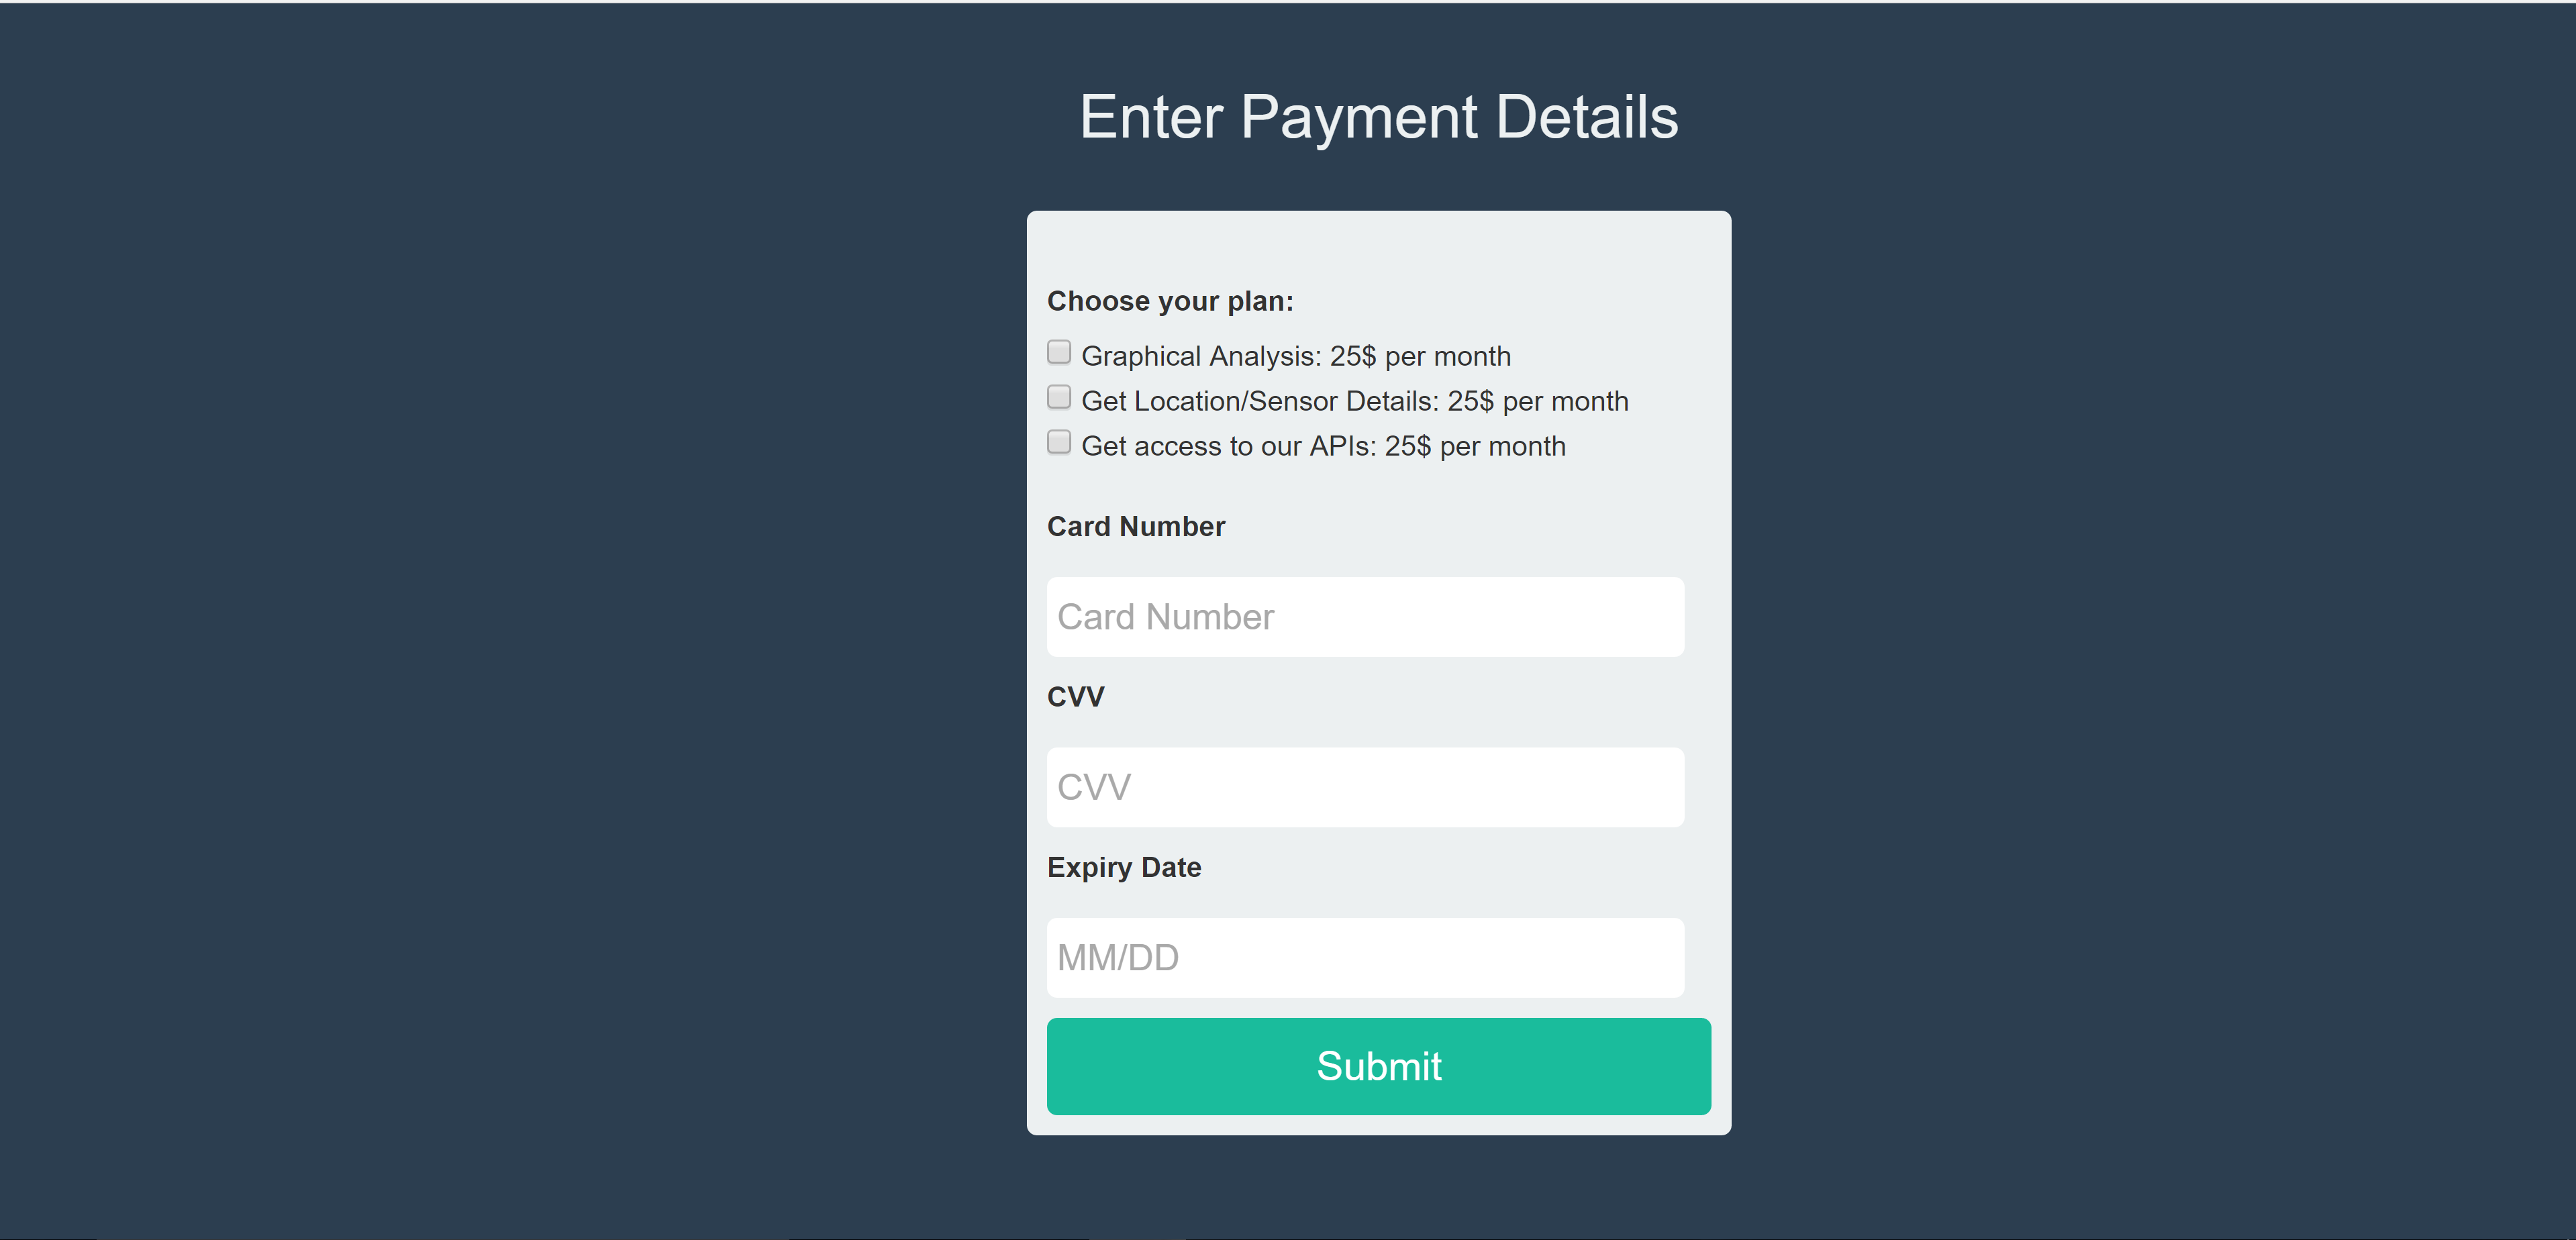 Enter Payment Details
Choose your plan:
Graphical Analysis: 25$ per month
Get Location/Sensor Details: 25$ per month
Get access to our APIs: 25$ per month
Card Number
Card Number
CVV
CVV
Expiry Date
MM/DD
Submit